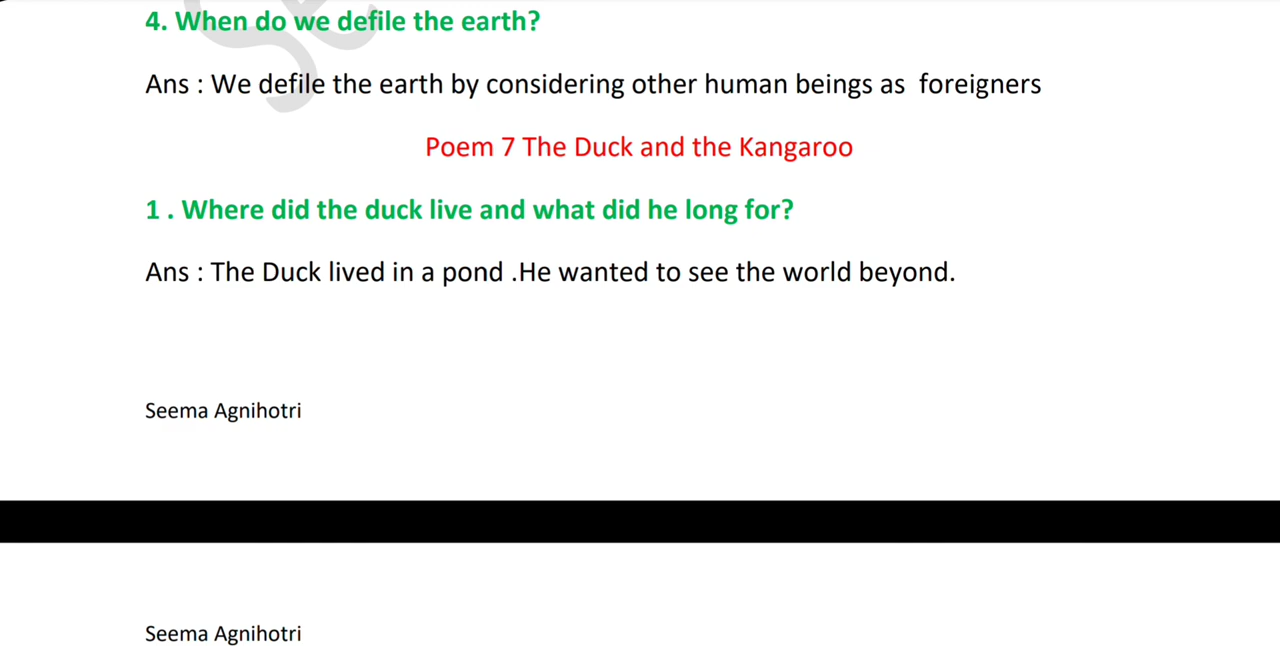 4. When do we defile the earth?
Ans : We defile the earth by considering other human beings as  foreigners
Poem 7 The Duck and the Kangaroo
1 . Where did the duck live and what did he long for?
Ans : The Duck lived in a pond .He wanted to see the world beyond.
Seema Agnihotri
Seema Agnihotri